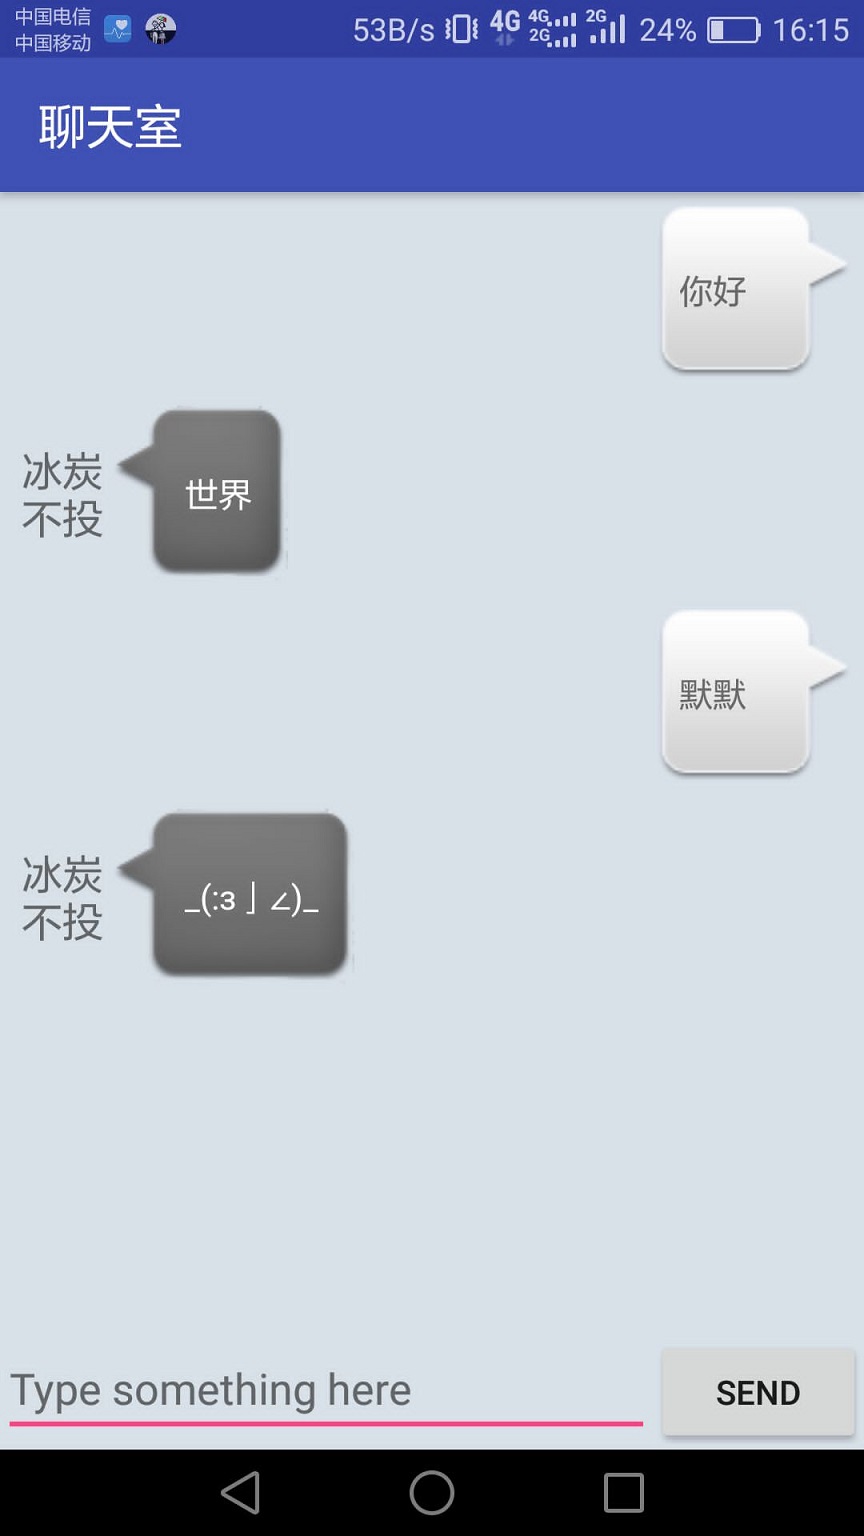 中国电信
中国移动
53B/s 4G 4G 2G 2G 24% 16:15
聊天室
你好
冰炭
不投
世界
默默
冰炭
不投
_(:з」∠)_
Type something here
SEND